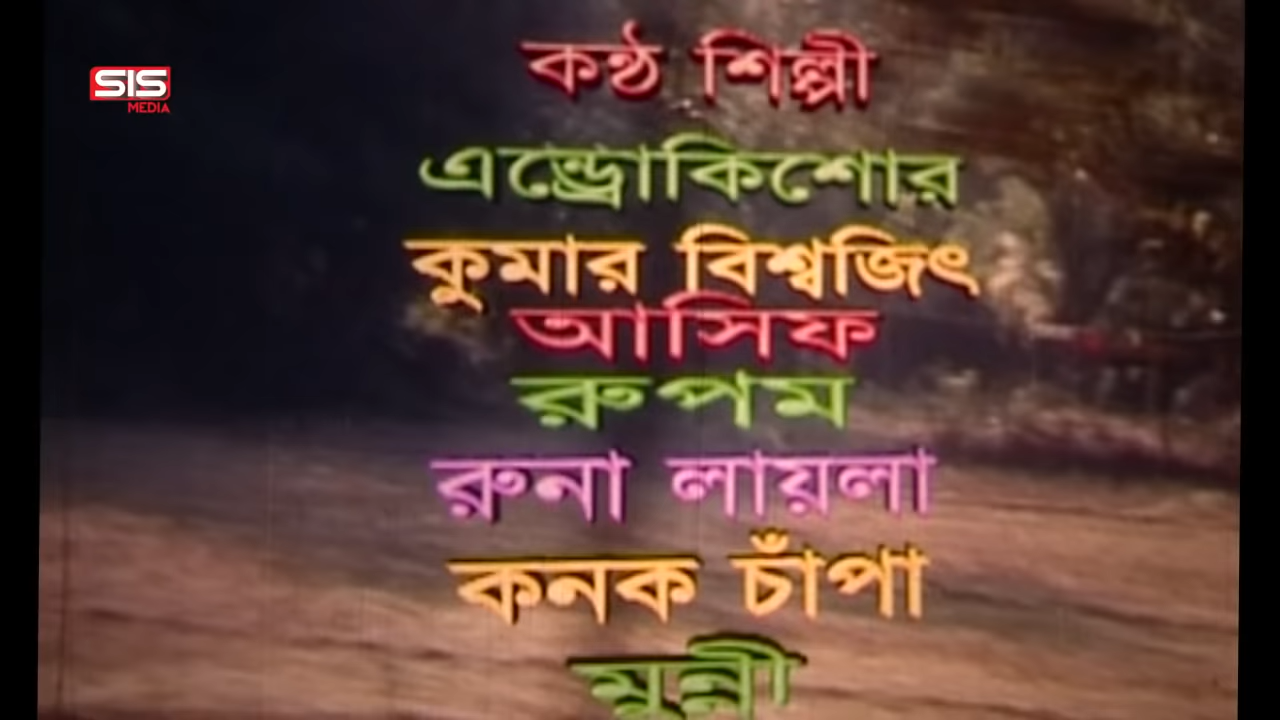 SIS
MEDIA
কন্ঠ শিল্পী
এন্ড্রোকিশোর
কুমার বিশ্বজিৎ
আসিফ
রুপম
রুনা লায়লা
কনক চাঁপা
মুন্নী